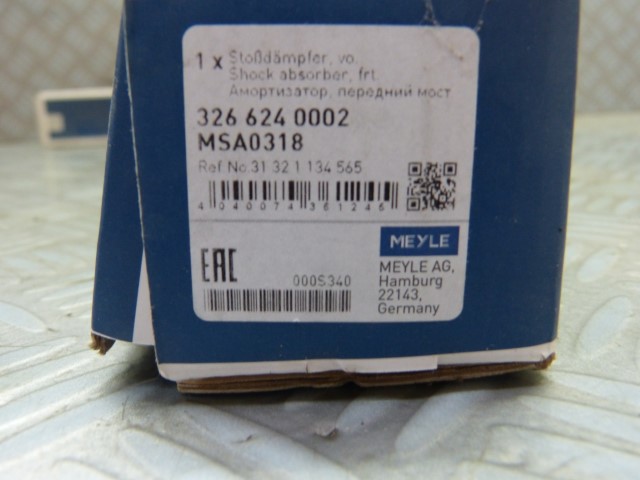 1 x Stoßdämpfer, vo.
Shock absorber, frt.
Амортизатор, передний мост
326 624 0002
MSA0318
Ref No.31 32 1 134 565
4 040074 361246
EAC
000S340
MEYLE
MEYLE AG,
Hamburg
22143,
Germany